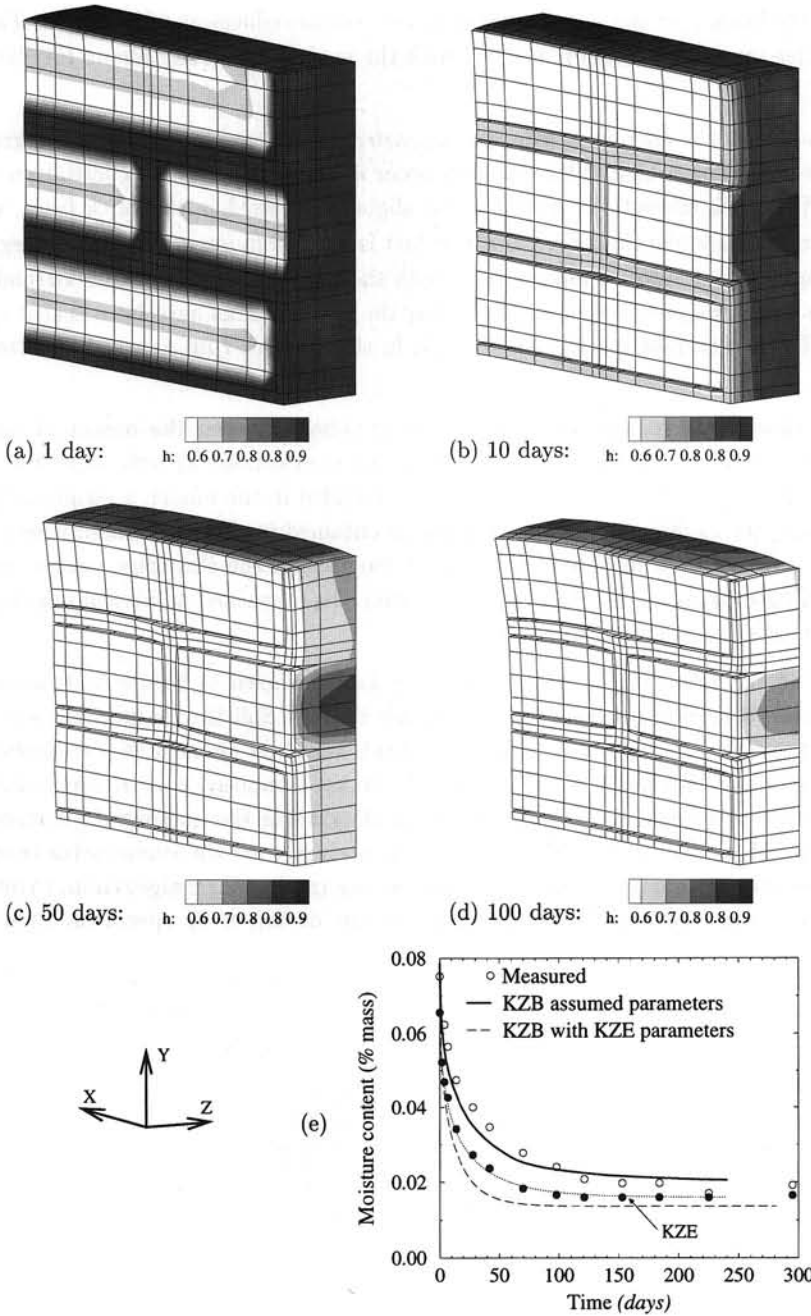 (a) 1 day:
h: 0.6 0.7 0.8 0.8 0.9
(b) 10 days:
h: 0.6 0.7 0.8 0.8 0.9
(c) 50 days:
h: 0.6 0.7 0.8 0.8 0.9
(d) 100 days:
h: 0.6 0.7 0.8 0.8 0.9
Y
X
Z
(e)
Moisture content (% mass)
0.08
0.06
0.04
0.02
0.00
Measured
KZB assumed parameters
KZB with KZE parameters
KZE
0 50 100 150 200 250 300
Time (days)